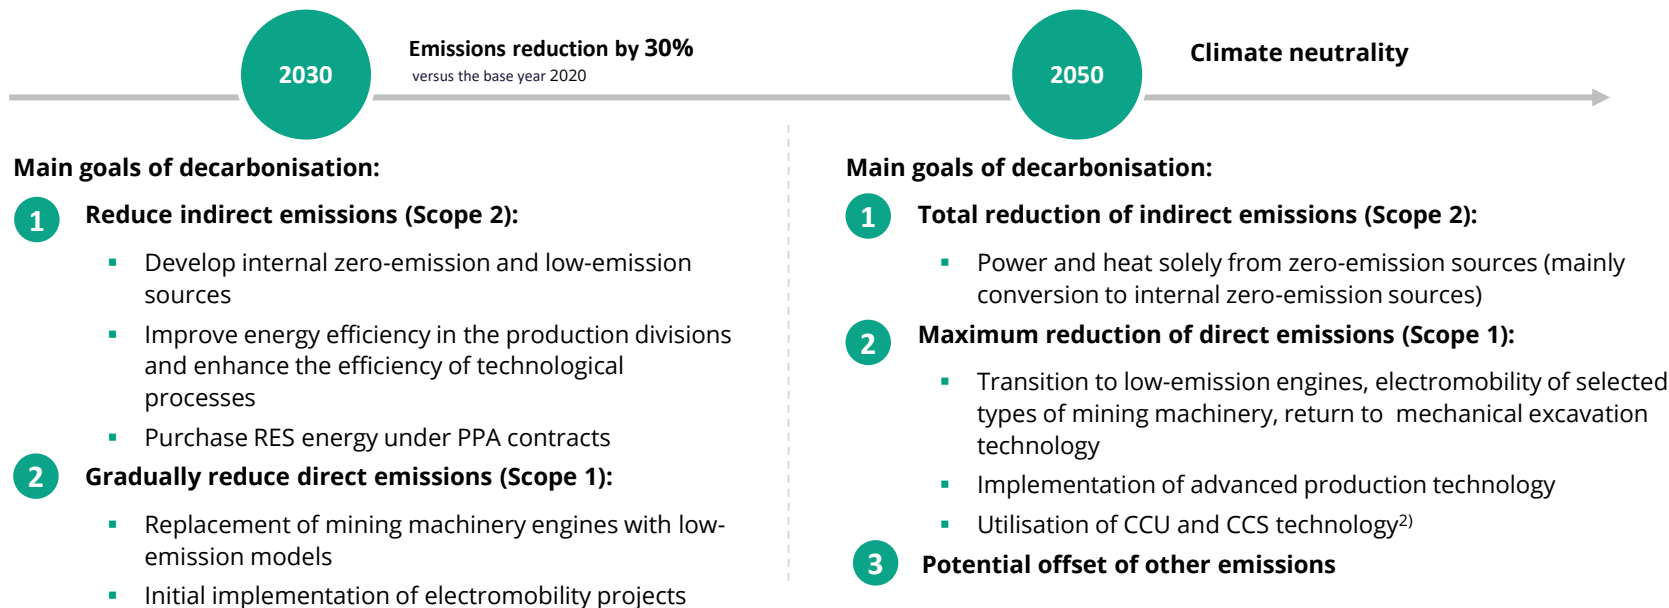 2030
Emissions reduction by 30%
versus the base year 2020
2050
Climate neutrality
Main goals of decarbonisation:
1
Reduce indirect emissions (Scope 2):
▪ Develop internal zero-emission and low-emission
sources
▪ Improve energy efficiency in the production divisions
and enhance the efficiency of technological
processes
▪ Purchase RES energy under PPA contracts
2
Gradually reduce direct emissions (Scope 1):
▪ Replacement of mining machinery engines with low-
emission models
▪ Initial implementation of electromobility projects
Main goals of decarbonisation:
1
Total reduction of indirect emissions (Scope 2):
▪ Power and heat solely from zero-emission sources (mainly
conversion to internal zero-emission sources)
2
Maximum reduction of direct emissions (Scope 1):
▪ Transition to low-emission engines, electromobility of selected
types of mining machinery, return to  mechanical excavation
technology
▪ Implementation of advanced production technology
▪ Utilisation of CCU and CCS technology²⁾
3
Potential offset of other emissions